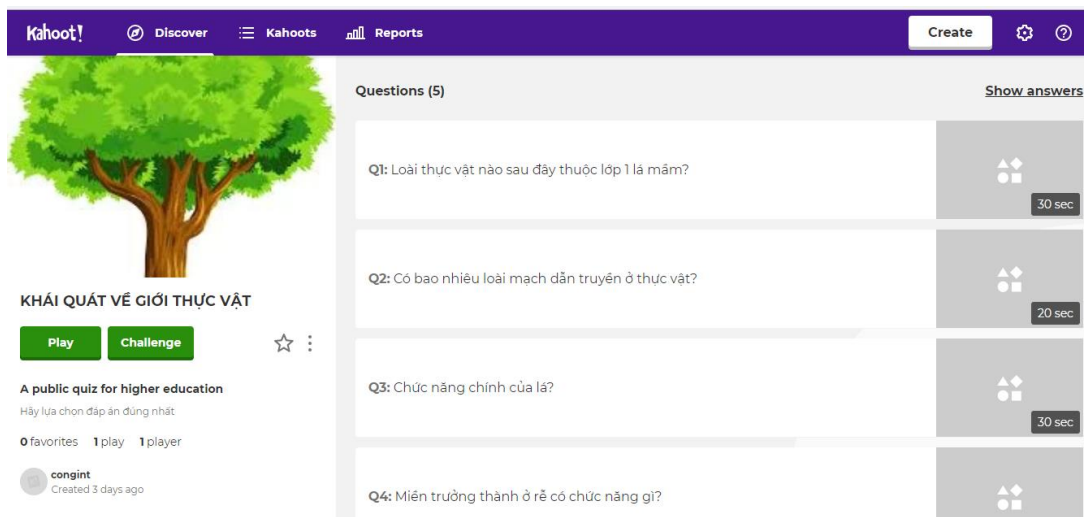 Kahoot! Discover Kahoots Reports Create
Questions (5) Show answers
Q1: Loài thực vật nào sau đây thuộc lớp 1 lá mầm?
30 sec
Q2: Có bao nhiêu loài mạch dẫn truyền ở thực vật?
20 sec
KHÁI QUÁT VỀ GIỚI THỰC VẬT
Play Challenge
A public quiz for higher education
Hãy lựa chon đáp án đúng nhất
0 favorites 1 play 1 player
congint
Created 3 days ago
Q3: Chức năng chính của lá?
30 sec
Q4: Miền trưởng thành ở rễ có chức năng gì?